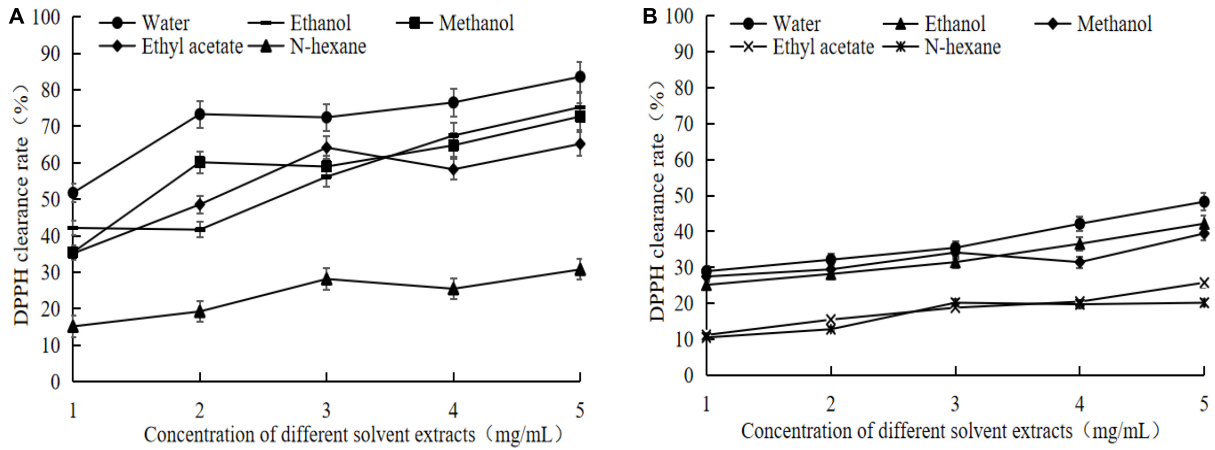 A
Water
Ethanol
Methanol
Ethyl acetate
N-hexane
DPPH clearance rate（%）
100
90
80
70
60
50
40
30
20
10
0
1 2 3 4 5
Concentration of different solvent extracts（mg/mL）
B
Water
Ethanol
Methanol
Ethyl acetate
N-hexane
DPPH clearance rate（%）
100
90
80
70
60
50
40
30
20
10
0
1 2 3 4 5
Concentration of different solvent extracts（mg/mL）